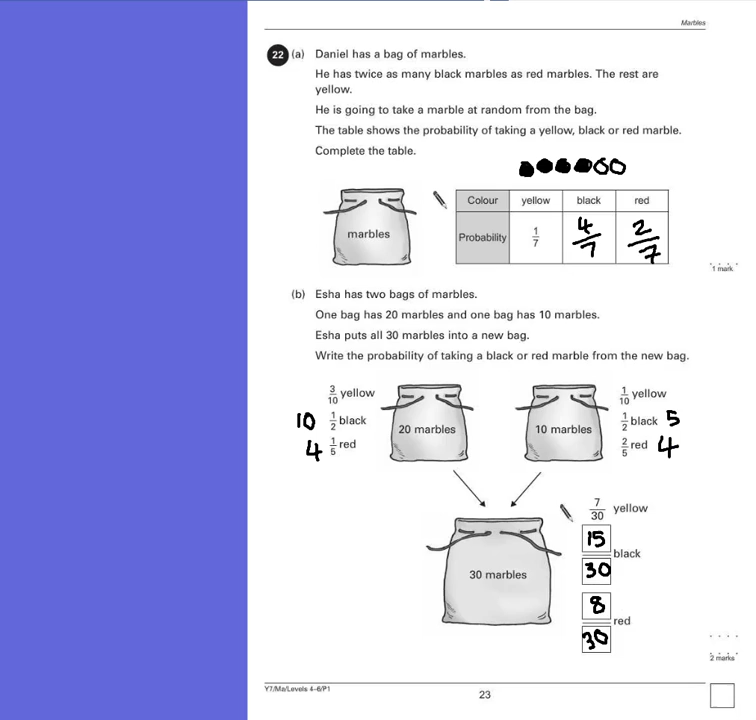 Marbles
22 (a) Daniel has a bag of marbles.
He has twice as many black marbles as red marbles. The rest are
yellow.
He is going to take a marble at random from the bag.
The table shows the probability of taking a yellow, black or red marble.
Complete the table.
marbles
Colour yellow black red
Probability 1/7 4/7 2/7
1 mark
(b) Esha has two bags of marbles.
One bag has 20 marbles and one bag has 10 marbles.
Esha puts all 30 marbles into a new bag.
Write the probability of taking a black or red marble from the new bag.
3/10 yellow
10 1/2 black
4 1/5 red
20 marbles
10 marbles
1/10 yellow
1/2 black 5
2/5 red 4
30 marbles
7/30 yellow
15/30 black
8/30 red
2 marks
Y7/Ma/Levels 4–6/P1
23